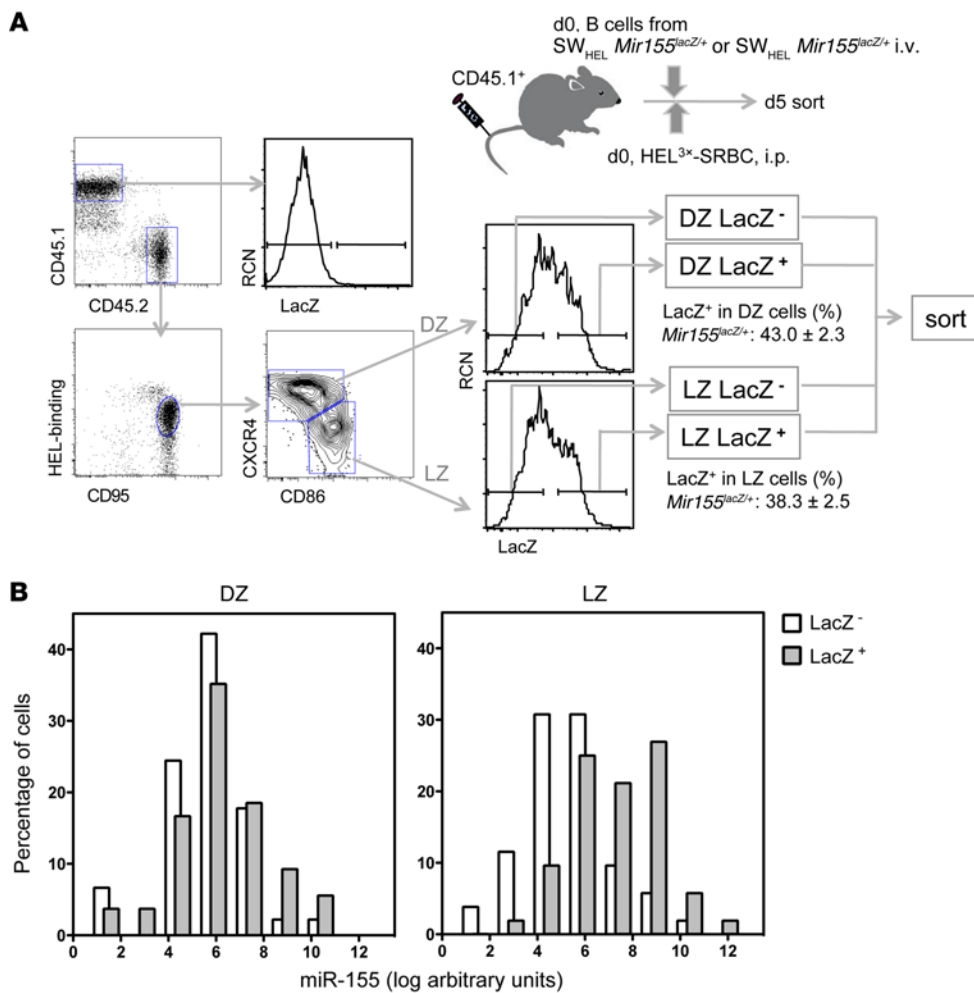 A
d0, B cells from
SWHEL Mir155lacZ/+ or SWHEL Mir155lacZ/+ i.v.
CD45.1+
d5 sort
d0, HEL3×-SRBC, i.p.
CD45.1
CD45.2
RCN
LacZ
HEL-binding
CD95
CXCR4
CD86
DZ
LZ
RCN
LacZ
DZ LacZ -
DZ LacZ +
LacZ+ in DZ cells (%)
Mir155lacZ/+: 43.0 ± 2.3
LZ LacZ -
LZ LacZ +
LacZ+ in LZ cells (%)
Mir155lacZ/+: 38.3 ± 2.5
sort
B
DZ
LZ
LacZ -
LacZ +
Percentage of cells
40
30
20
10
0
0 2 4 6 8 10 12
40
30
20
10
0
0 2 4 6 8 10 12
miR-155 (log arbitrary units)